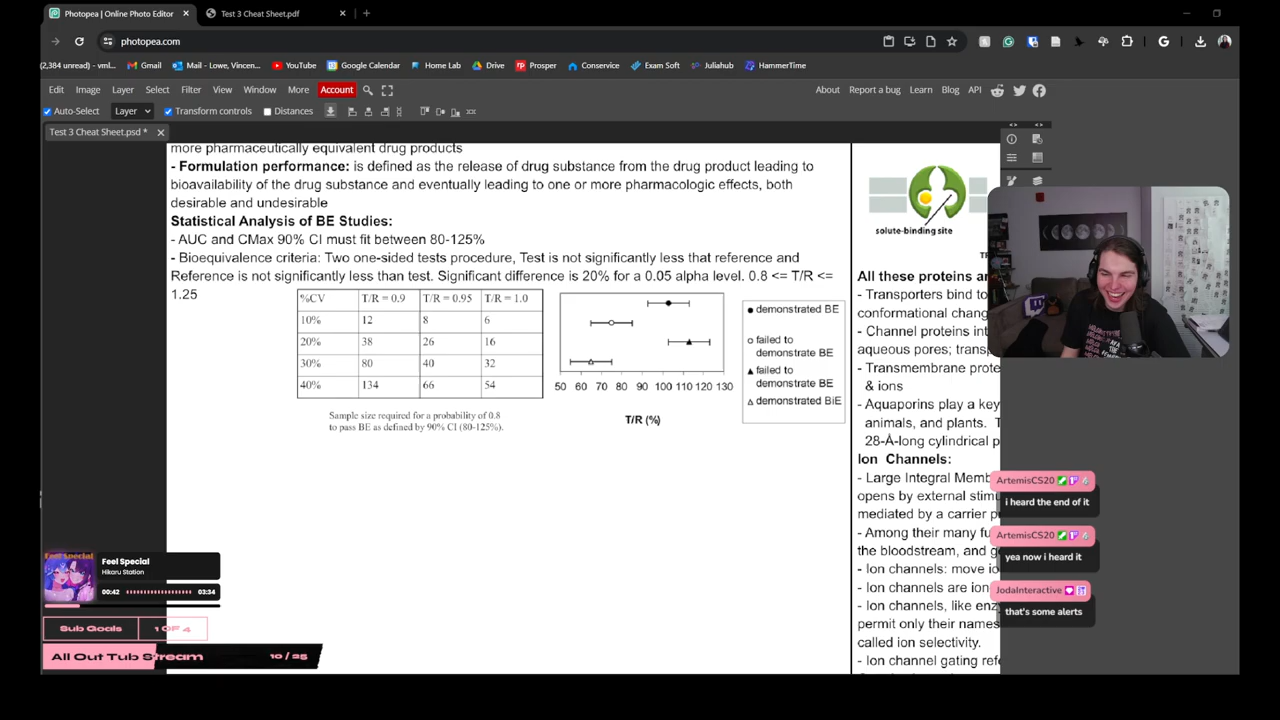 Photopea | Online Photo Editor
Test 3 Cheat Sheet.pdf
photopea.com
(2,384 unread) - vml...
Gmail
Mail - Lowe, Vincen...
YouTube
Google Calendar
Home Lab
Drive
Prosper
Conservice
Exam Soft
Juliahub
HammerTime
Edit Image Layer Select Filter View Window More Account
About Report a bug Learn Blog API
Auto-Select Layer Transform controls Distances
Test 3 Cheat Sheet.psd *
more pharmaceutically equivalent drug products
- Formulation performance: is defined as the release of drug substance from the drug product leading to
bioavailability of the drug substance and eventually leading to one or more pharmacologic effects, both
desirable and undesirable
Statistical Analysis of BE Studies:
- AUC and CMax 90% CI must fit between 80-125%
- Bioequivalence criteria: Two one-sided tests procedure, Test is not significantly less that reference and
Reference is not significantly less than test. Significant difference is 20% for a 0.05 alpha level. 0.8 <= T/R <=
1.25
%CV T/R = 0.9 T/R = 0.95 T/R = 1.0
10% 12 8 6
20% 38 26 16
30% 80 40 32
40% 134 66 54
Sample size required for a probability of 0.8
to pass BE as defined by 90% CI (80-125%).
50 60 70 80 90 100 110 120 130
T/R (%)
demonstrated BE
failed to
demonstrate BE
failed to
demonstrate BE
demonstrated BiE
solute-binding site
All these proteins
- Transporters bind to
conformational
- Channel proteins
aqueous pores;
- Transmembrane
& ions
- Aquaporins play a key
animals, and plants.
28-Å-long cylindrical p
Ion Channels:
- Large Integral
opens by external
mediated by a carrier
- Among their many
the bloodstream, and
- Ion channels: move
- Ion channels are
- Ion channels, like
permit only their names
called ion selectivity.
- Ion channel gating
ArtemisCS20
i heard the end of it
ArtemisCS20
yea now i heard it
JodaInteractive
that's some alerts
Feel Special
Feel Special
Hikaru Station
00:42 03:34
Sub Goals 1 OF 4
All Out Tub Stream 10 / 25